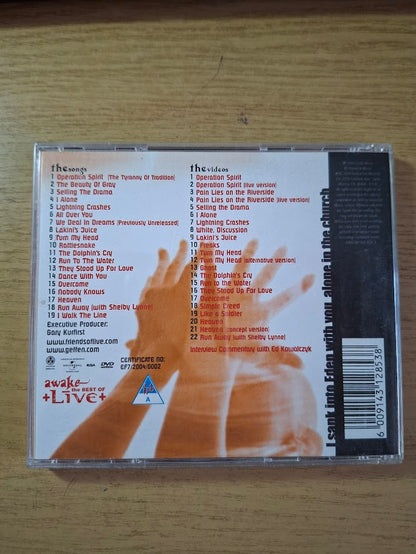 the songs
1 Operation Spirit (The Tyranny Of Tradition)
2 The Beauty Of Gray
3 Selling The Drama
4 I Alone
5 Lightning Crashes
6 All Over You
7 We Deal In Dreams (Previously Unreleased)
8 Lakini's Juice
9 Turn My Head
10 Rattlesnake
11 The Dolphin's Cry
12 Run To The Water
13 They Stood Up For Love
14 Dance With You
15 Overcome
16 Nobody Knows
17 Heaven
18 Run Away (with Shelby Lynne)
19 I Walk The Line
Executive Producer:
Gary Kurfirst
www.friendsoflive.com
www.geffen.com
DVD
CERTIFICATE NO:
GF7/2004/0002
A
awake
the BEST OF
+LIVE+
the videos
1 Operation Spirit
2 Operation Spirit (live version)
3 Pain Lies on the Riverside
4 Pain Lies on the Riverside (live version)
5 Selling the Drama
6 I Alone
7 Lightning Crashes
8 White, Discussion
9 Lakini's Juice
10 Freaks
11 Turn My Head
12 Turn My Head (alternative version)
13 Ghost
14 The Dolphin's Cry
15 Run to the Water
16 They Stood Up For Love
17 Overcome
18 Simple Creed
19 Like a Soldier
20 Heaven
21 Heaven (concept version)
22 Run Away (with Shelby Lynne)
Interview Commentary with Ed Kowalczyk
I sank into Eden with you, alone in the church
6 009143 128538